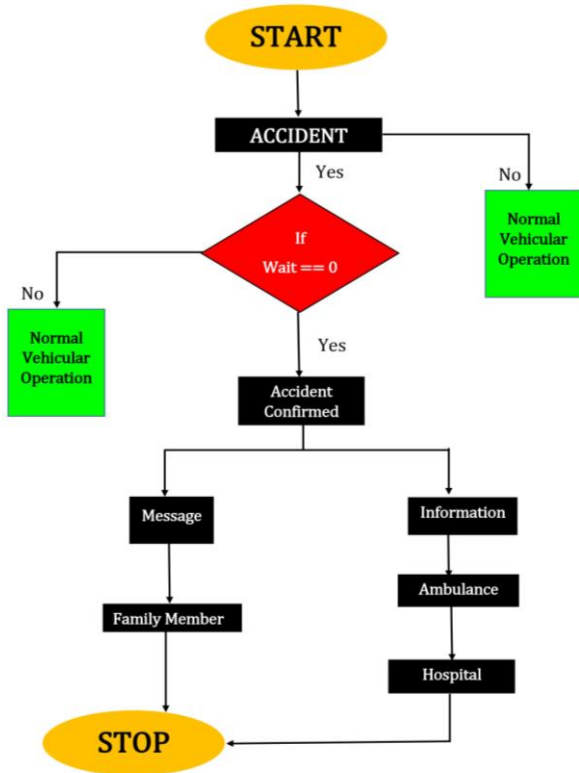 START
ACCIDENT
Yes
No
Normal
Vehicular
Operation
If
Wait == 0
No
Normal
Vehicular
Operation
Yes
Accident
Confirmed
Message
Information
Family Member
Ambulance
Hospital
STOP